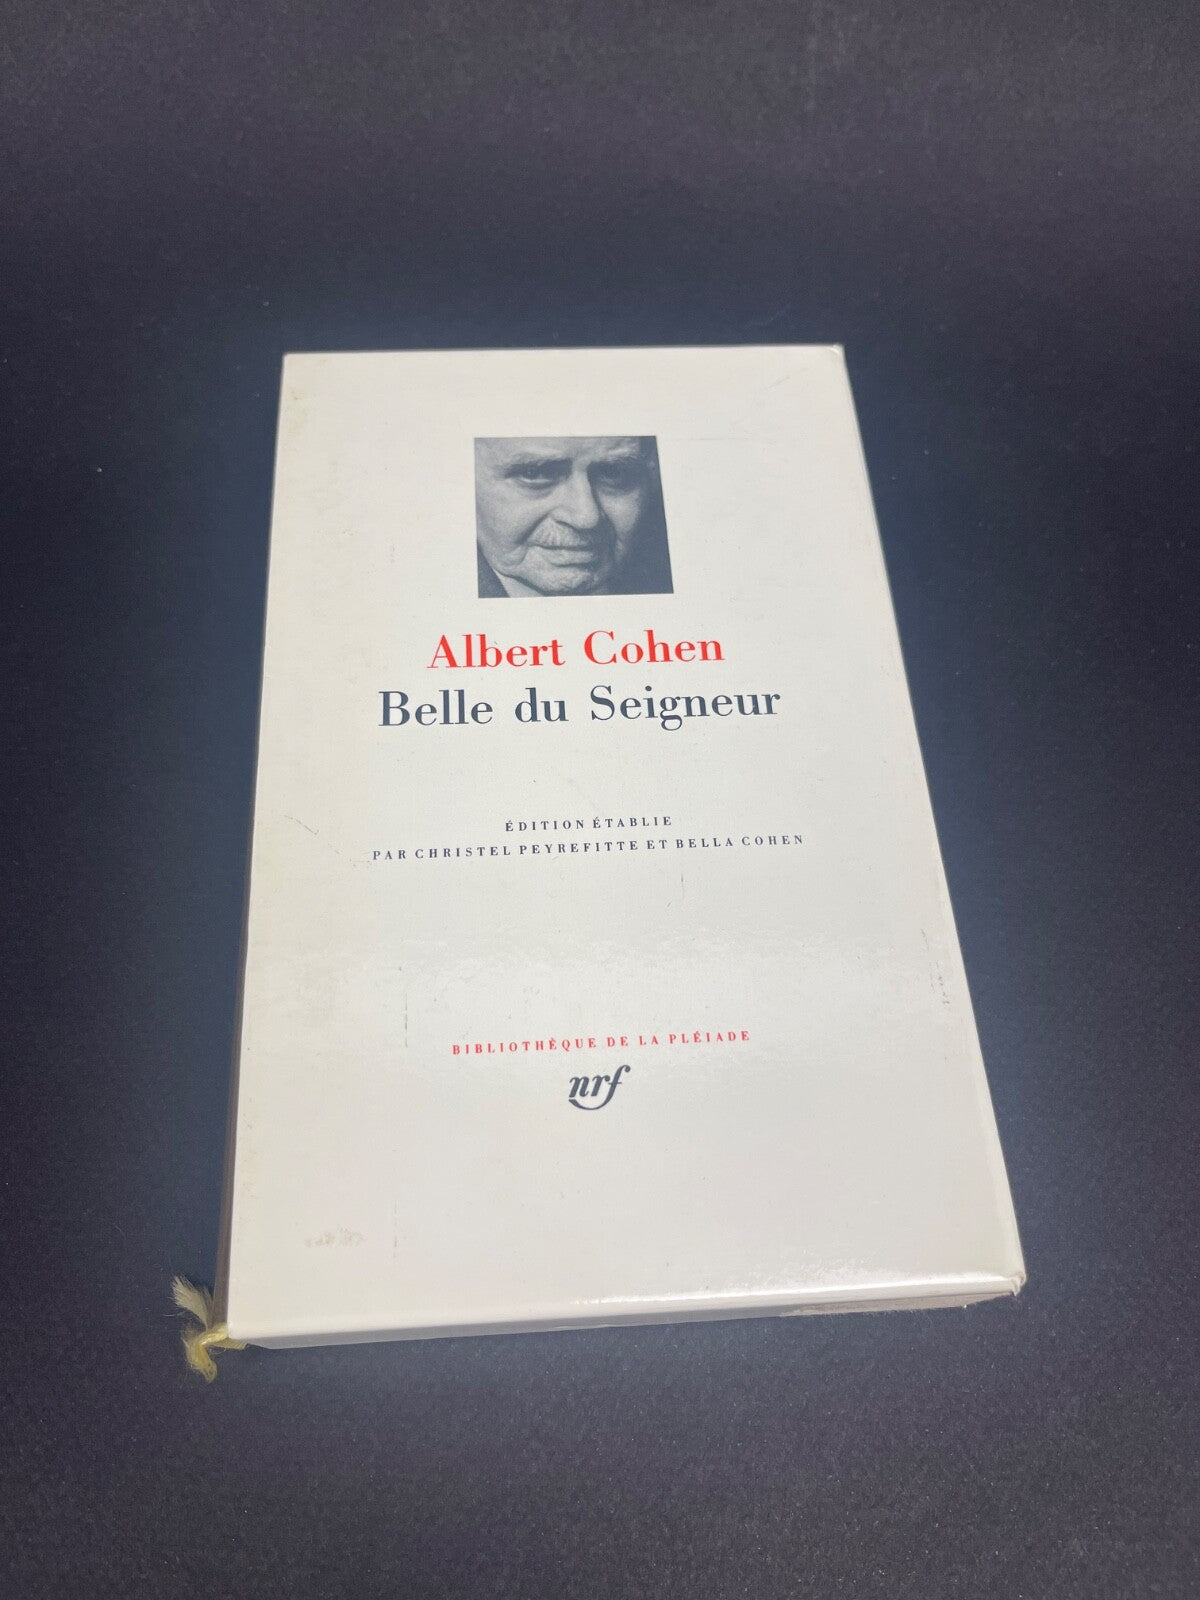 Albert Cohen
Belle du Seigneur
ÉDITION ÉTABLIE
PAR CHRISTEL PEYREFITTE ET BELLA COHEN
BIBLIOTHÈQUE DE LA PLÉIADE
nrf